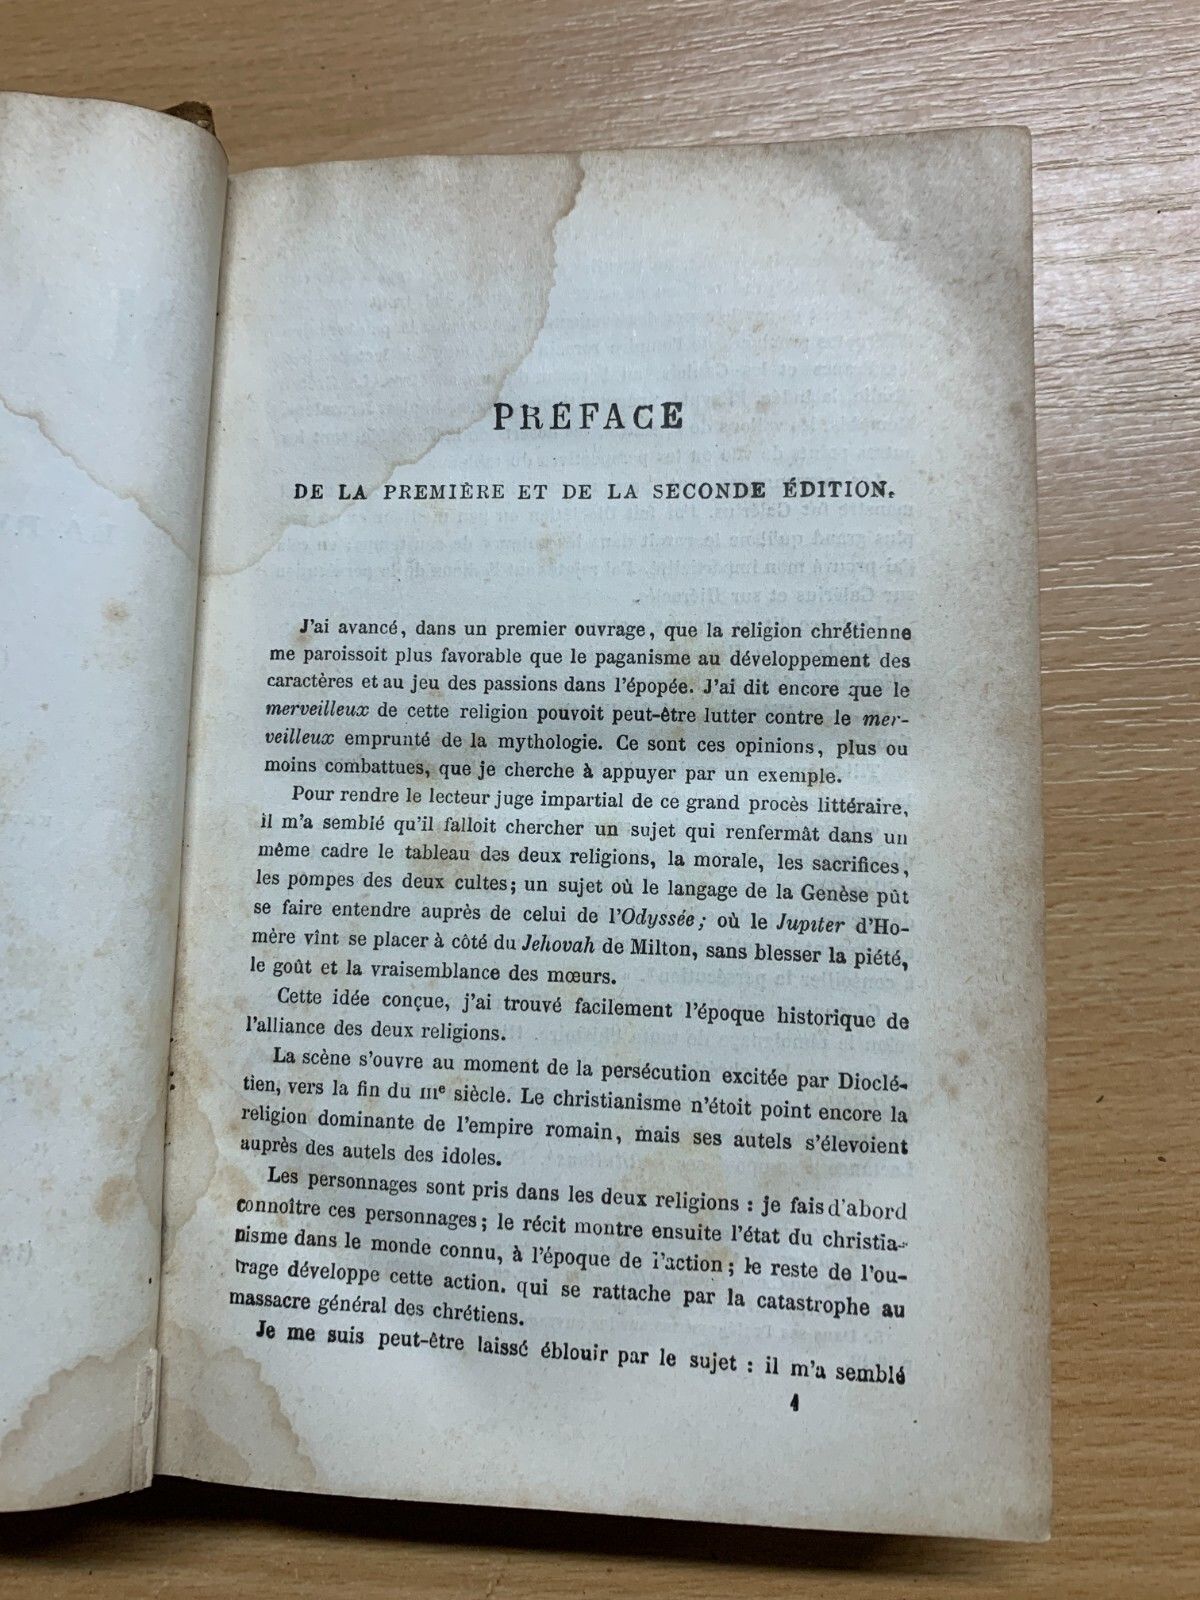 PRÉFACE
DE LA PREMIÈRE ET DE LA SECONDE ÉDITION.
J'ai avancé, dans un premier ouvrage, que la religion chrétienne
me paroissoit plus favorable que le paganisme au développement des
caractères et au jeu des passions dans l'épopée. J'ai dit encore que le
merveilleux de cette religion pouvoit peut-être lutter contre le mer-
veilleux emprunté de la mythologie. Ce sont ces opinions, plus ou
moins combattues, que je cherche à appuyer par un exemple.
Pour rendre le lecteur juge impartial de ce grand procès littéraire,
il m'a semblé qu'il falloit chercher un sujet qui renfermât dans un
même cadre le tableau des deux religions, la morale, les sacrifices,
les pompes des deux cultes; un sujet où le langage de la Genèse pût
se faire entendre auprès de celui de l'Odyssée; où le Jupiter d'Ho-
mère vînt se placer à côté du Jehovah de Milton, sans blesser la piété,
le goût et la vraisemblance des mœurs.
Cette idée conçue, j'ai trouvé facilement l'époque historique de
l'alliance des deux religions.
La scène s'ouvre au moment de la persécution excitée par Dioclé-
tien, vers la fin du IIIe siècle. Le christianisme n'étoit point encore la
religion dominante de l'empire romain, mais ses autels s'élevoient
auprès des autels des idoles.
Les personnages sont pris dans les deux religions : je fais d'abord
connoître ces personnages; le récit montre ensuite l'état du christia-
nisme dans le monde connu, à l'époque de l'action; le reste de l'ou-
vrage développe cette action, qui se rattache par la catastrophe au
massacre général des chrétiens.
Je me suis peut-être laissé éblouir par le sujet : il m'a semblé
1